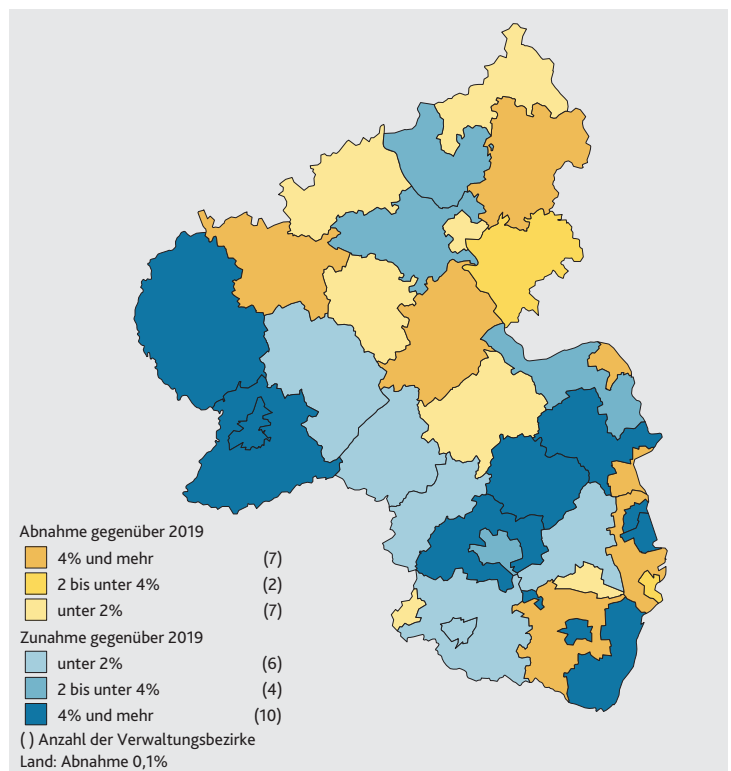 Abnahme gegenüber 2019
4% und mehr (7)
2 bis unter 4% (2)
unter 2% (7)
Zunahme gegenüber 2019
unter 2% (6)
2 bis unter 4% (4)
4% und mehr (10)
( ) Anzahl der Verwaltungsbezirke
Land: Abnahme 0,1%